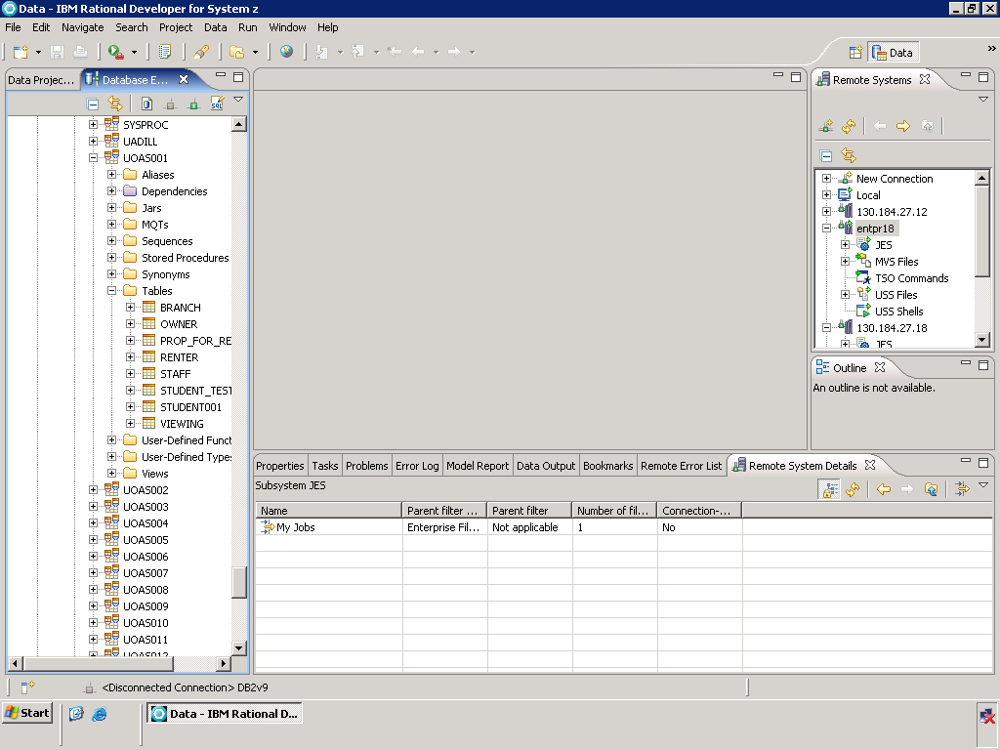 Data - IBM Rational Developer for System z
File Edit Navigate Search Project Data Run Window Help
Data
Data Projec...
Database E...
SYSPROC
UADILL
UOAS001
Aliases
Dependencies
Jars
MQTs
Sequences
Stored Procedures
Synonyms
Tables
BRANCH
OWNER
PROP_FOR_RE
RENTER
STAFF
STUDENT_TEST
STUDENT001
VIEWING
User-Defined Funct
User-Defined Type:
Views
UOAS002
UOAS003
UOAS004
UOAS005
UOAS006
UOAS007
UOAS008
UOAS009
UOAS010
UOAS011
UOAS012
Remote Systems
New Connection
Local
130.184.27.12
entpr18
JES
MVS Files
TSO Commands
USS Files
USS Shells
130.184.27.18
JES
Outline
An outline is not available.
Properties Tasks Problems Error Log Model Report Data Output Bookmarks Remote Error List Remote System Details
Subsystem JES
Name Parent filter ... Parent filter Number of fil... Connection-...
My Jobs Enterprise Fil... Not applicable 1 No
<Disconnected Connection> DB2v9
Start
Data - IBM Rational D...